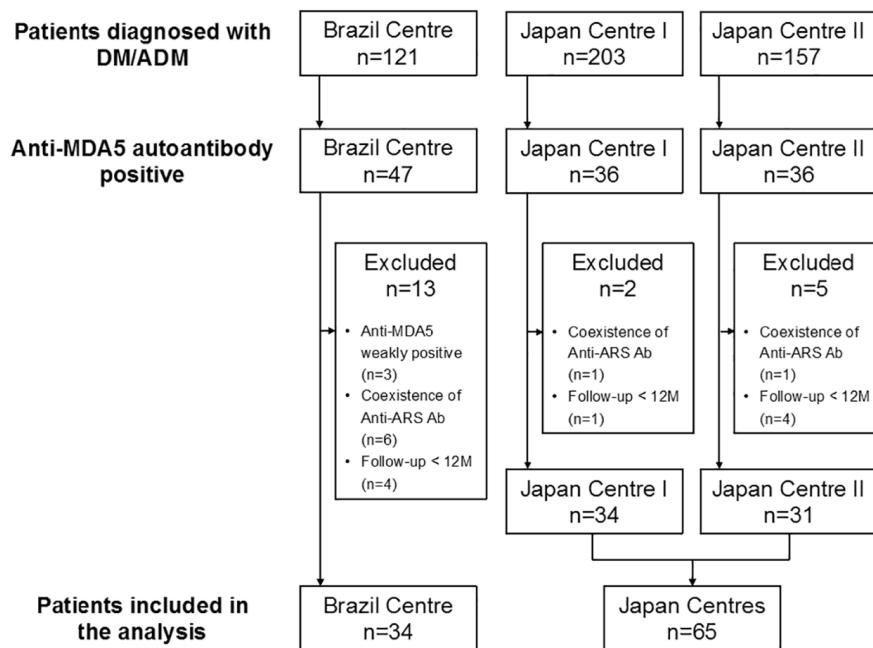 Patients diagnosed with
DM/ADM
Brazil Centre
n=121
Japan Centre I
n=203
Japan Centre II
n=157
Anti-MDA5 autoantibody
positive
Brazil Centre
n=47
Japan Centre I
n=36
Japan Centre II
n=36
Excluded
n=13
• Anti-MDA5
weakly positive
(n=3)
• Coexistence of
Anti-ARS Ab
(n=6)
• Follow-up < 12M
(n=4)
Excluded
n=2
• Coexistence of
Anti-ARS Ab
(n=1)
• Follow-up < 12M
(n=1)
Excluded
n=5
• Coexistence of
Anti-ARS Ab
(n=1)
• Follow-up < 12M
(n=4)
Japan Centre I
n=34
Japan Centre II
n=31
Patients included in
the analysis
Brazil Centre
n=34
Japan Centres
n=65